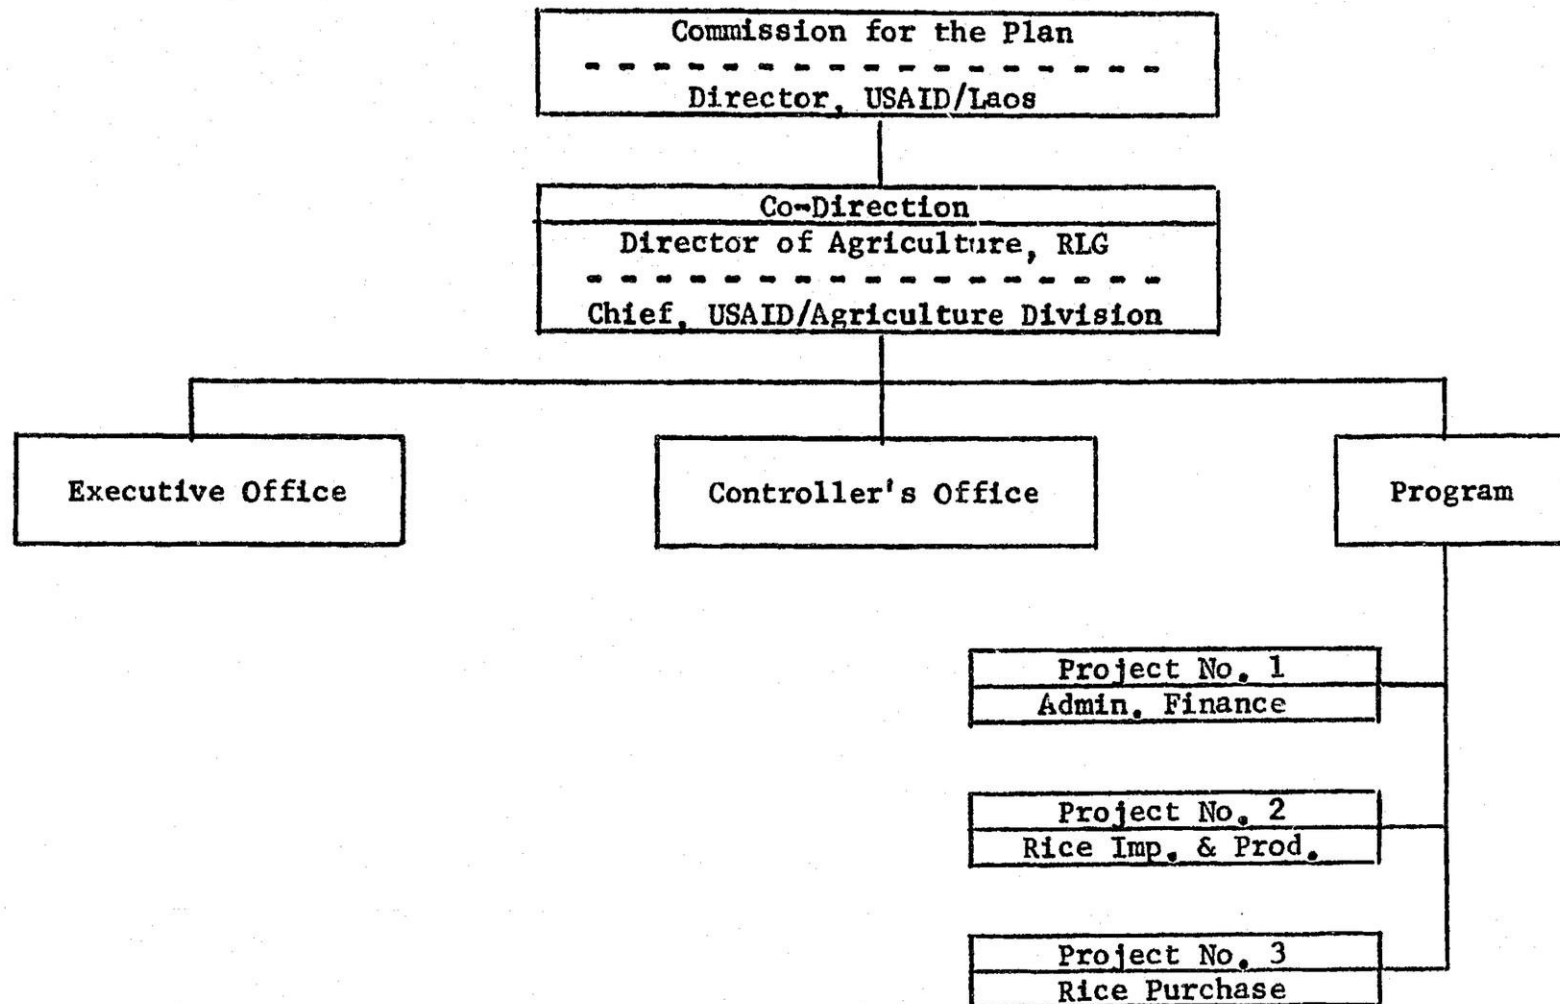 Commission for the Plan
Director, USAID/Laos
Co-Direction
Director of Agriculture, RLG
Chief, USAID/Agriculture Division
Executive Office
Controller's Office
Program
Project No. 1
Admin. Finance
Project No. 2
Rice Imp. & Prod.
Project No. 3
Rice Purchase